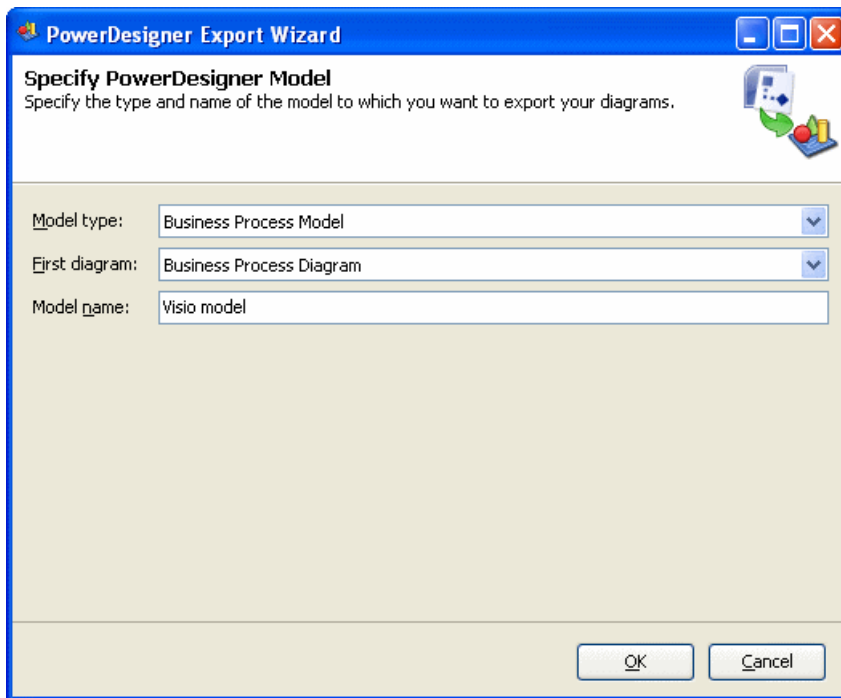 PowerDesigner Export Wizard
Specify PowerDesigner Model
Specify the type and name of the model to which you want to export your diagrams.
Model type: Business Process Model
First diagram: Business Process Diagram
Model name: Visio model
OK Cancel